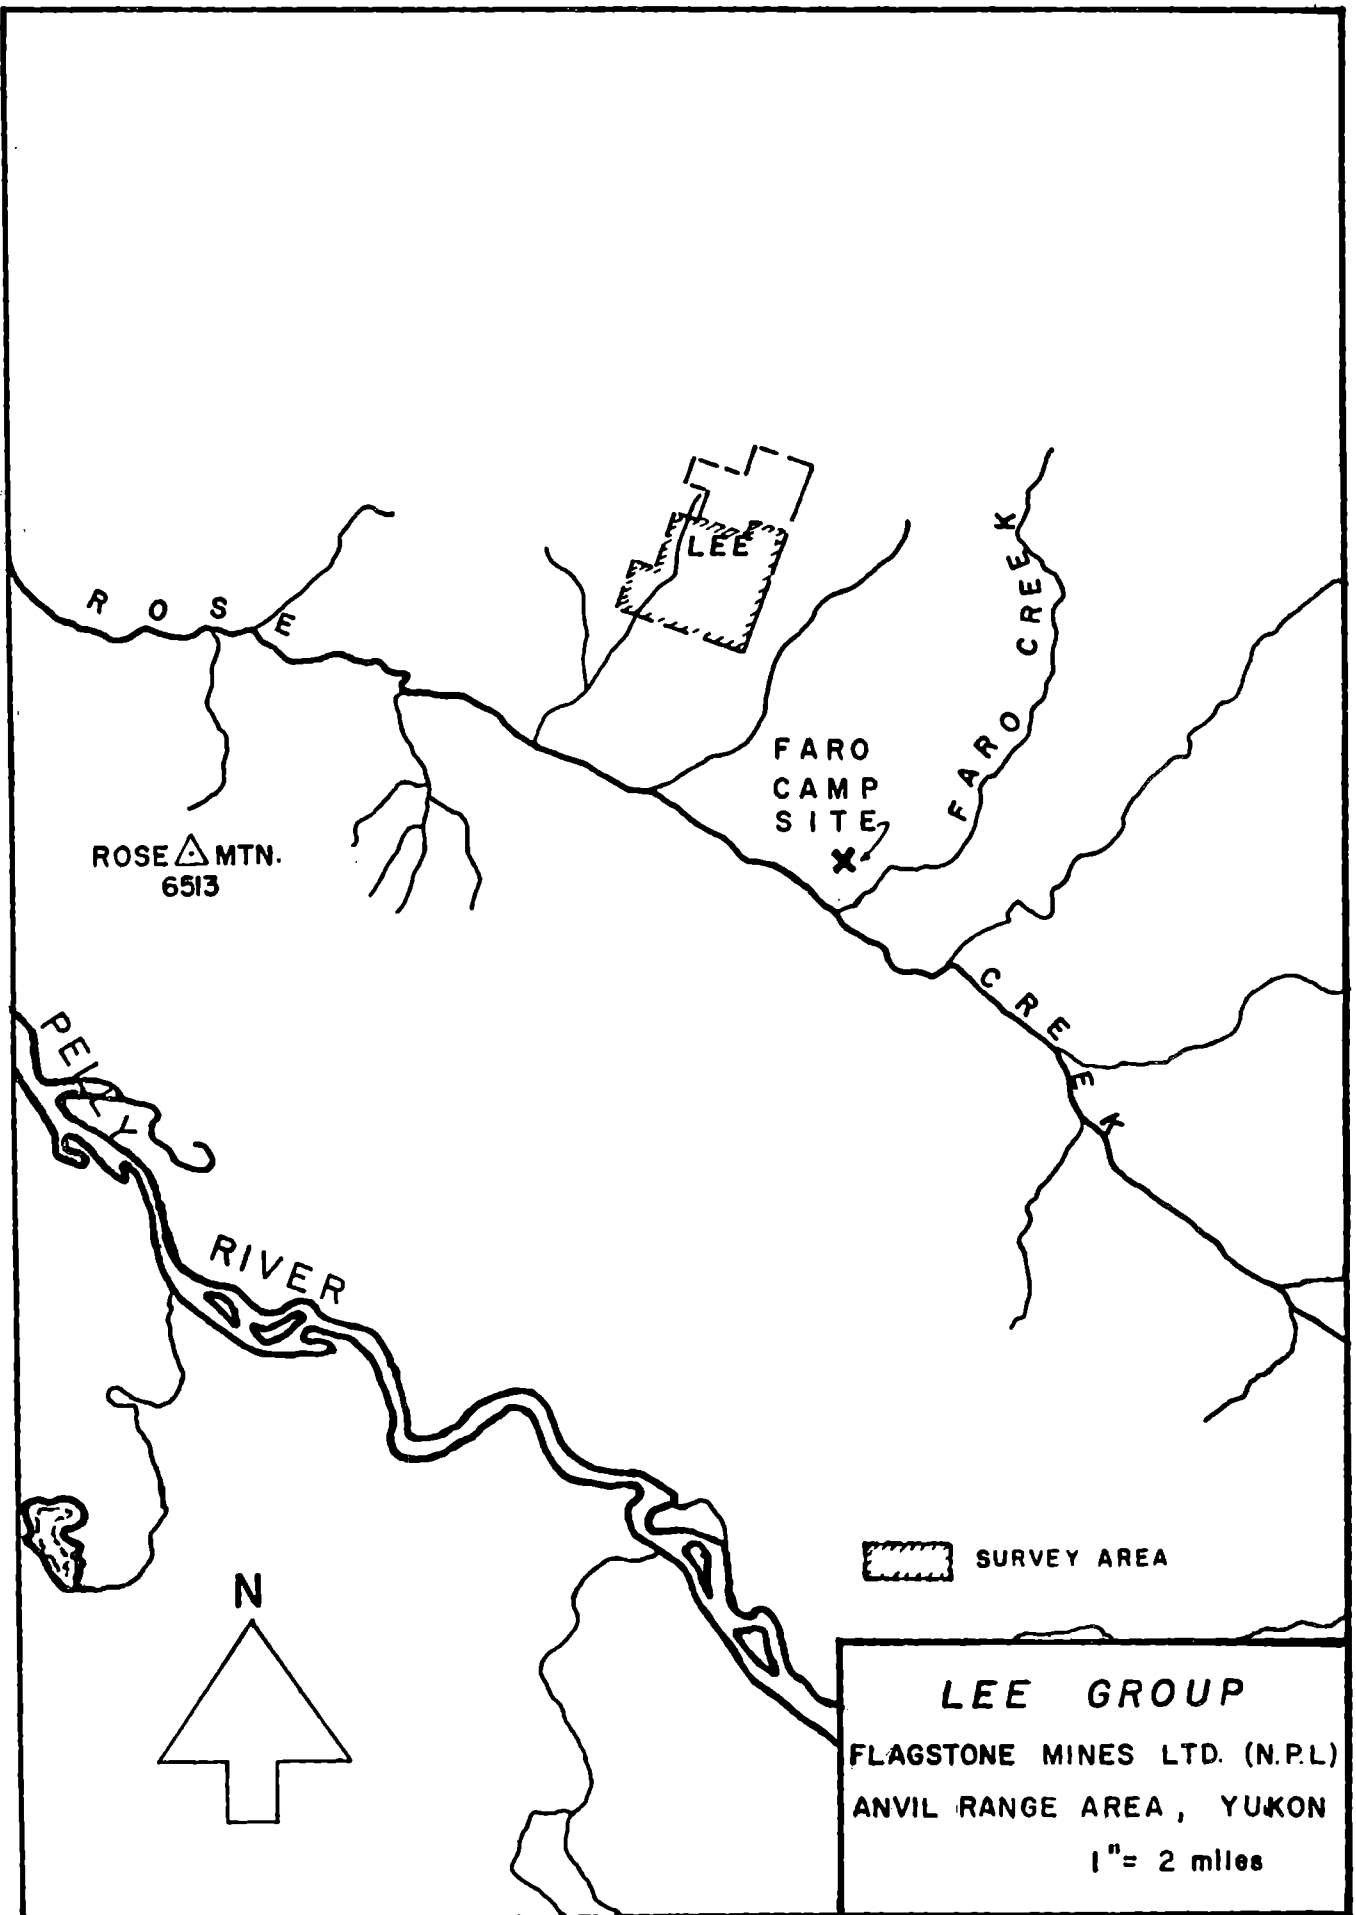 LEE
ROSE
FARO CREEK
FARO
CAMP
SITE
ROSE MTN.
6513
CREEK
PELLY
RIVER
SURVEY AREA
N
LEE GROUP
FLAGSTONE MINES LTD. (N.P.L)
ANVIL RANGE AREA, YUKON
1" = 2 miles